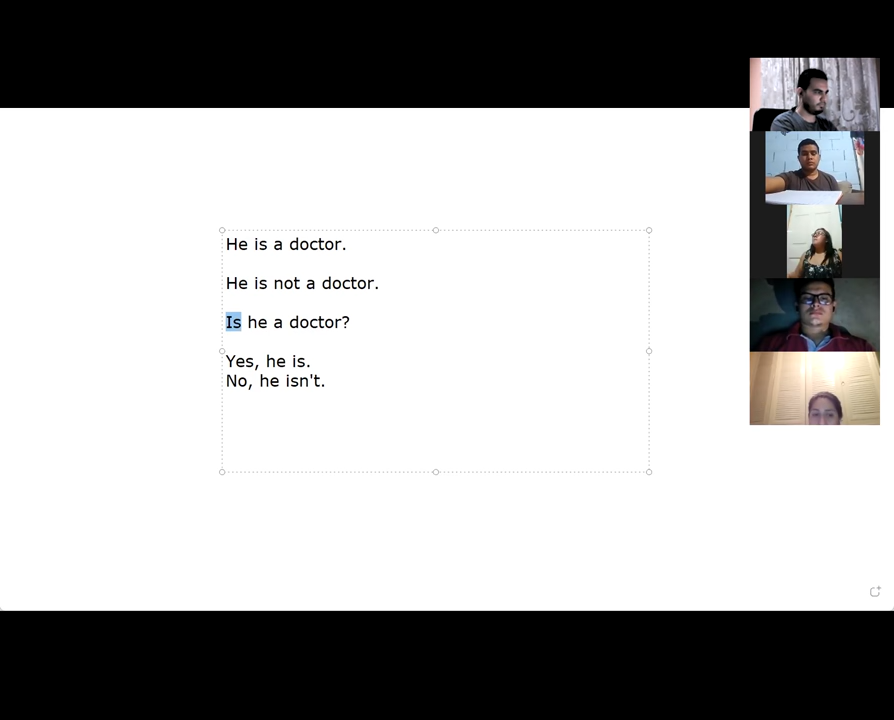 He is a doctor.
He is not a doctor.
Is he a doctor?
Yes, he is.
No, he isn't.